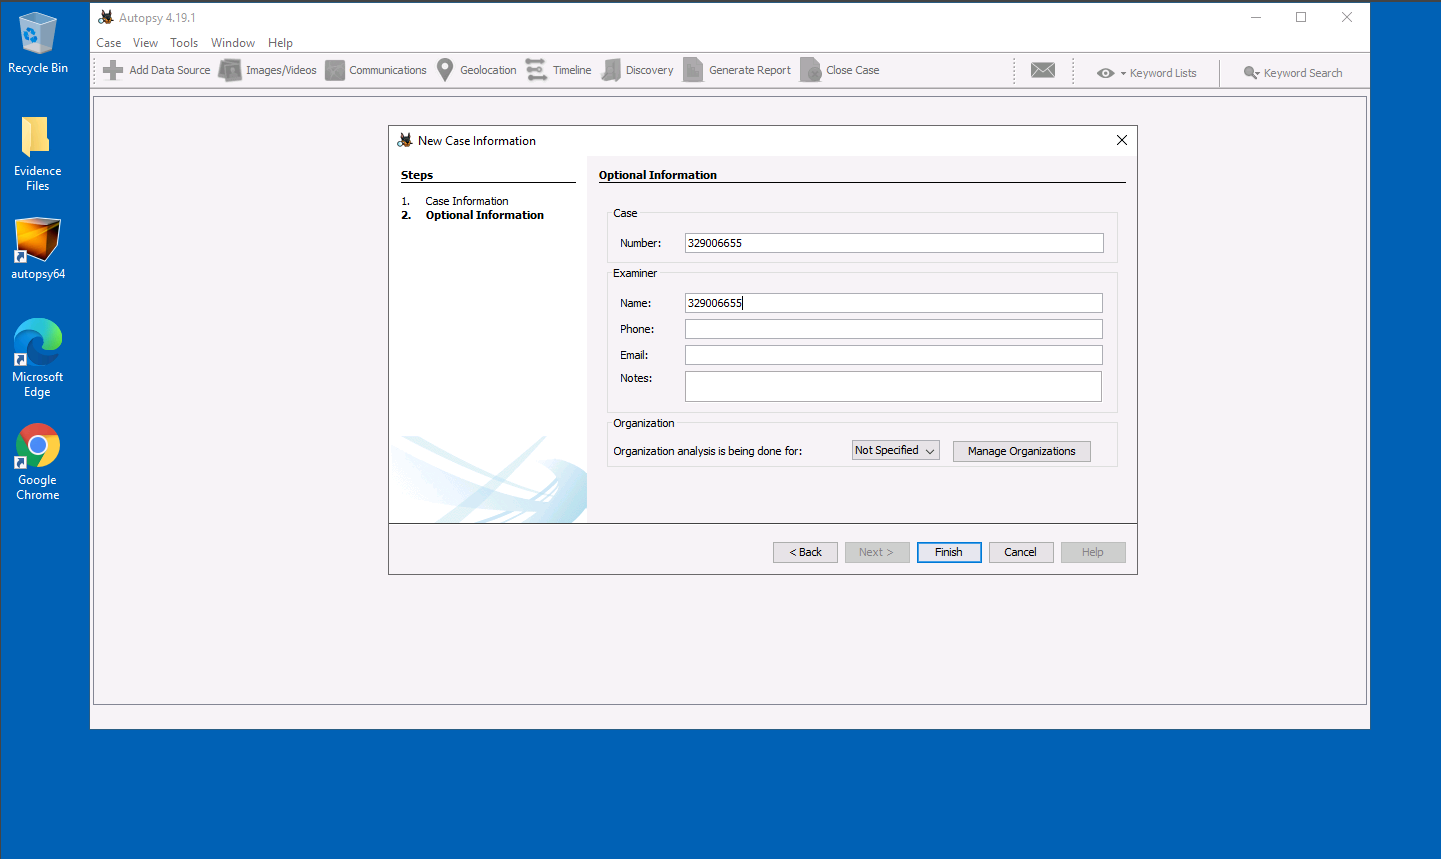 Recycle Bin
Evidence
Files
autopsy64
Microsoft
Edge
Google
Chrome
Autopsy 4.19.1
Case View Tools Window Help
Add Data Source Images/Videos Communications Geolocation Timeline Discovery Generate Report Close Case Keyword Lists Keyword Search
New Case Information
Steps
1. Case Information
2. Optional Information
Optional Information
Case
Number: 329006655
Examiner
Name: 329006655
Phone:
Email:
Notes:
Organization
Organization analysis is being done for: Not Specified Manage Organizations
< Back Next > Finish Cancel Help